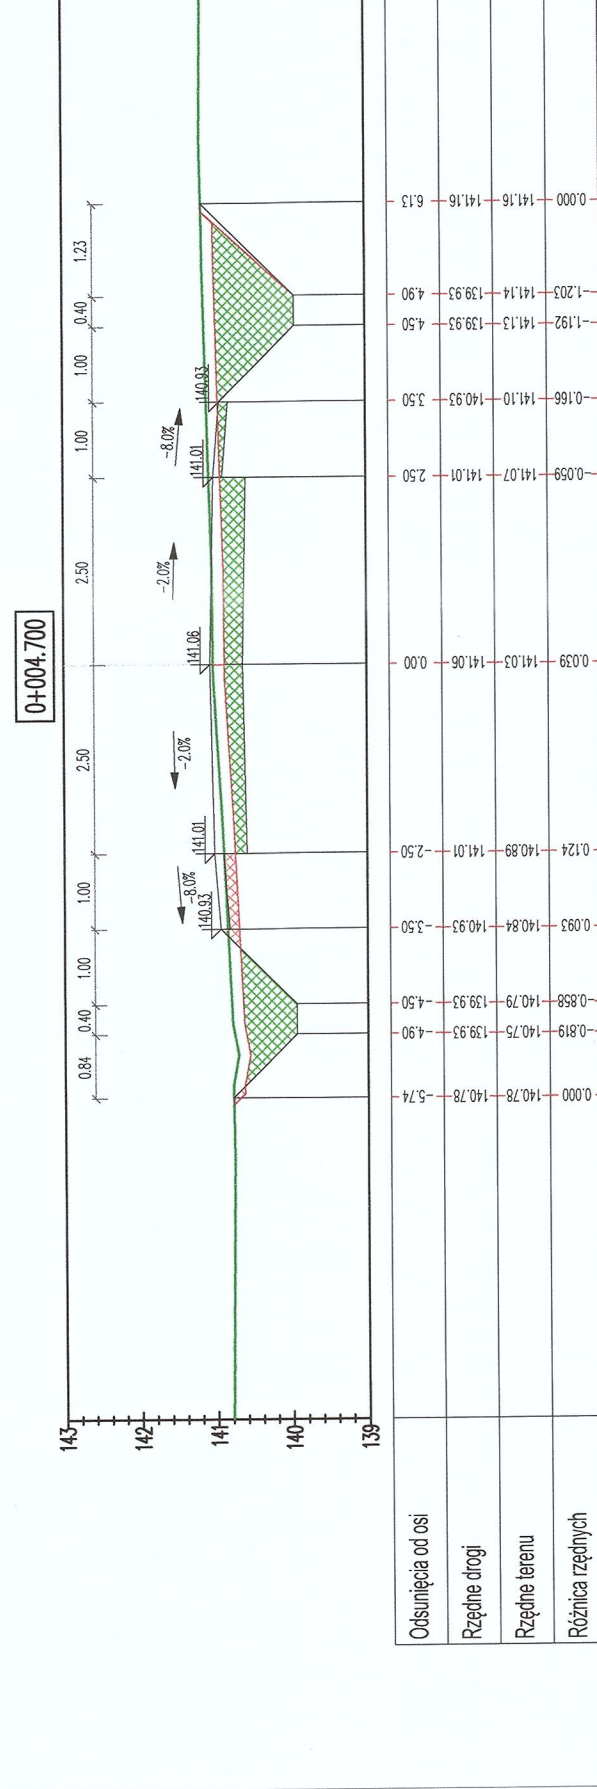 0+004.700
0.84 0.40 1.00 1.00 2.50 2.50 1.00 1.00 0.40 1.23
-8.0% -2.0% -2.0% -8.0%
140.93 141.01 141.06 141.01 140.93
143
142
141
140
139
Odsunięcia od osi -5.74 -4.90 -4.50 -3.50 -2.50 0.00 2.50 3.50 4.50 4.90 6.13
Rzędne drogi 140.78 139.93 139.93 140.93 141.01 141.06 141.01 140.93 139.93 139.93 141.16
Rzędne terenu 140.78 140.75 140.79 140.84 140.89 141.03 141.07 141.10 141.13 141.14 141.16
Różnica rzędnych 0.000 -0.819 -0.858 0.093 0.124 0.039 -0.059 -0.166 -1.192 -1.203 0.000